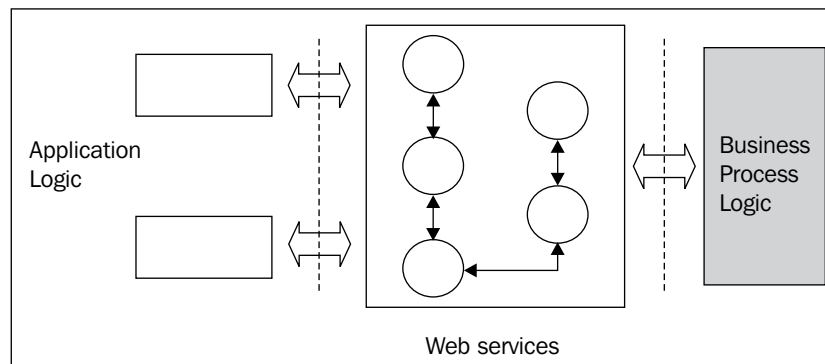 Application
Logic
Business
Process
Logic
Web services